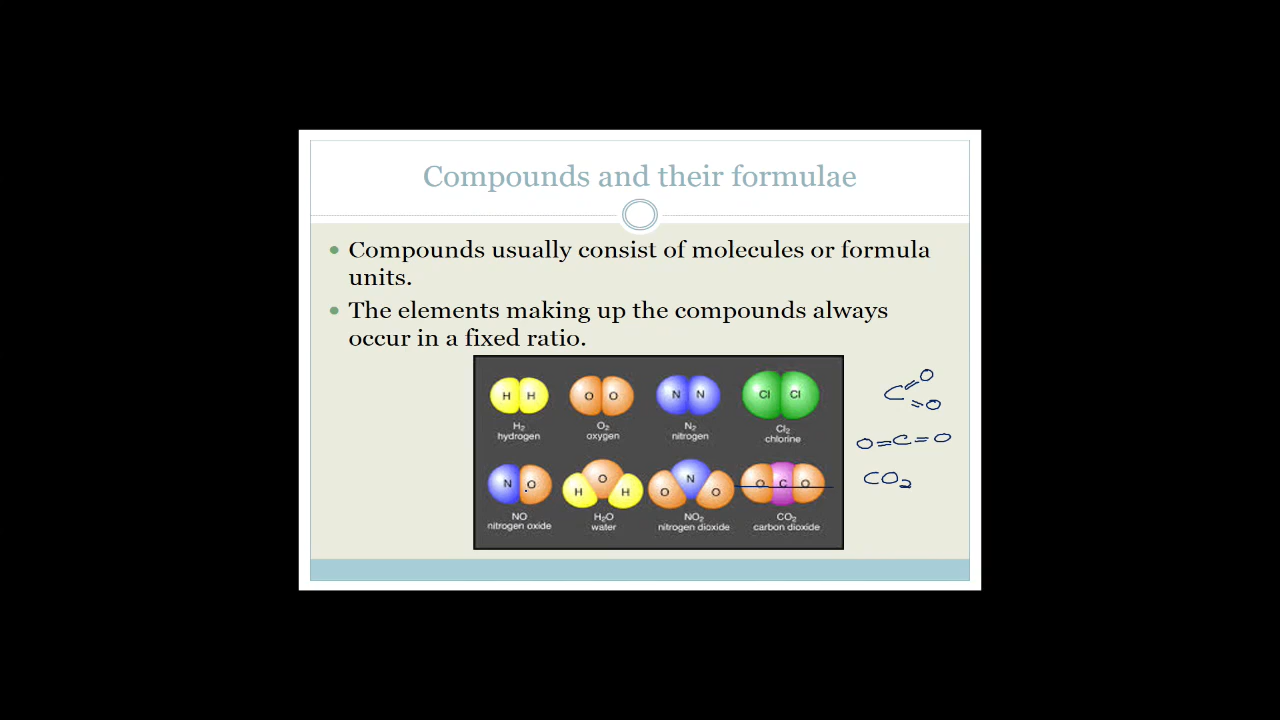 Compounds and their formulae
Compounds usually consist of molecules or formula
units.
The elements making up the compounds always
occur in a fixed ratio.
H H
O O
N N
Cl Cl
H₂
hydrogen
O₂
oxygen
N₂
nitrogen
Cl₂
chlorine
N O
H O H
O N O
O C O
NO
nitrogen oxide
H₂O
water
NO₂
nitrogen dioxide
CO₂
carbon dioxide
C=O
=O
O=C=O
CO₂